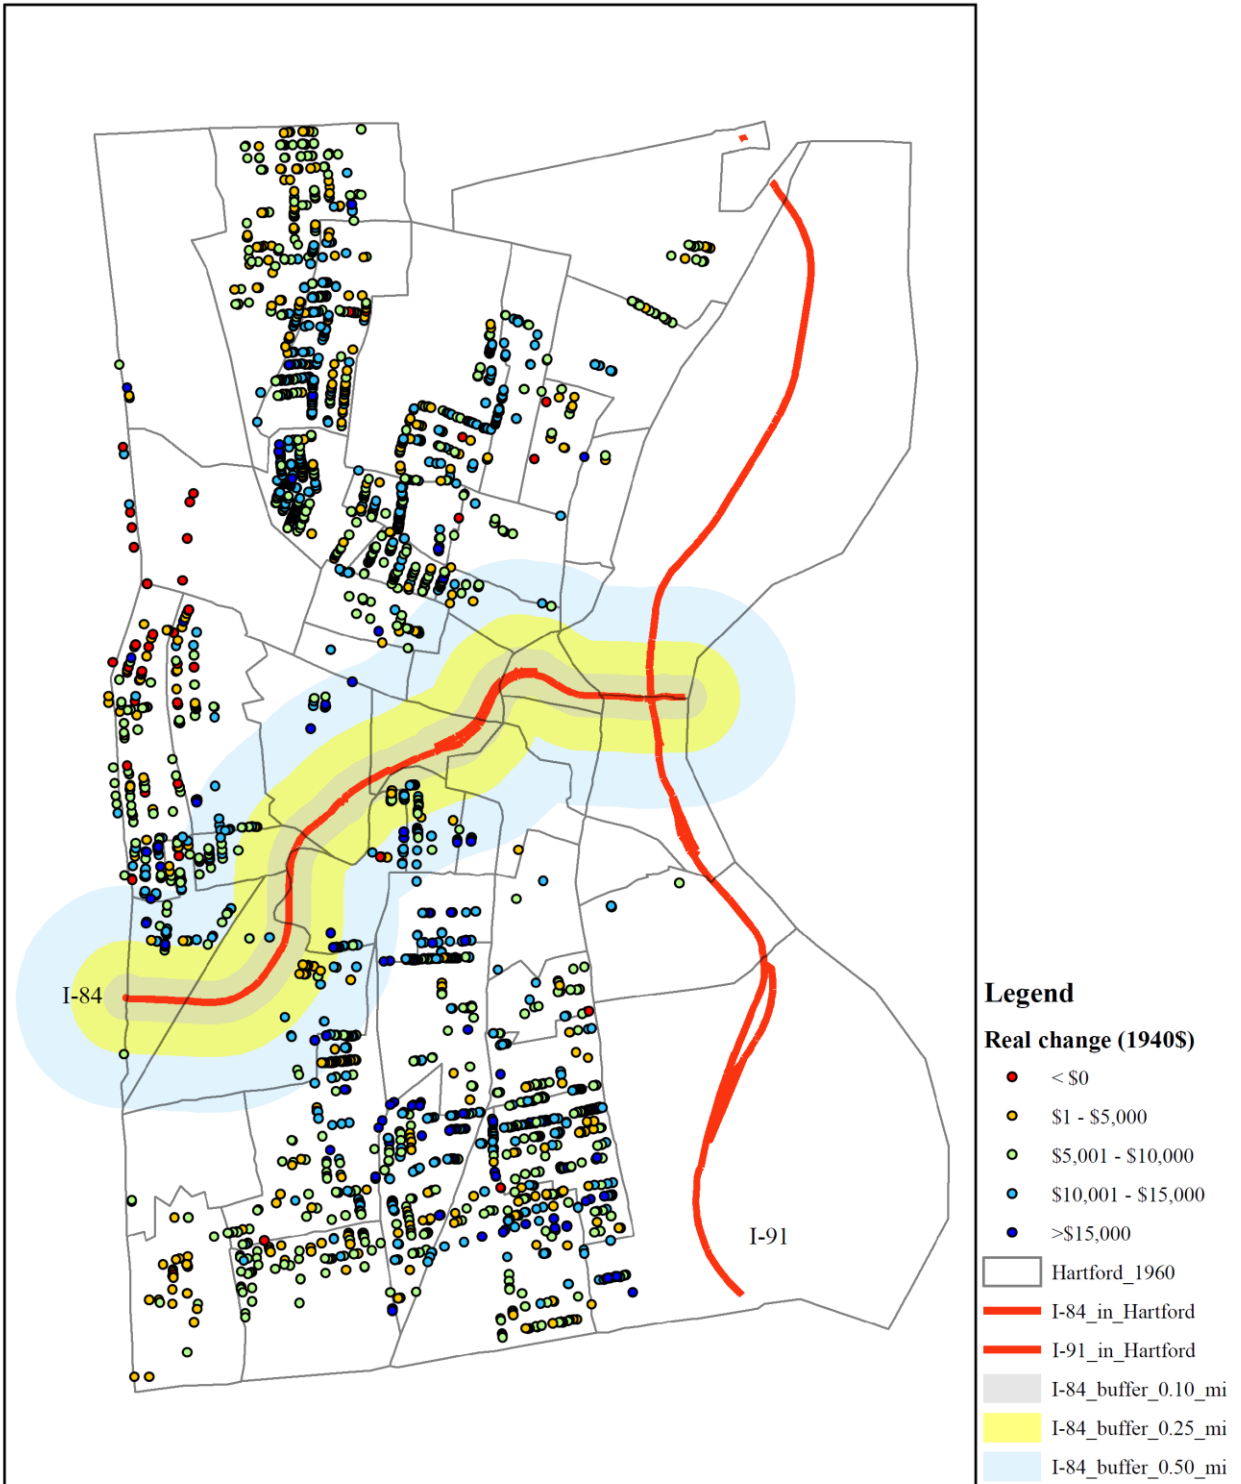 I-84
I-91
Legend
Real change (1940$)
< $0
$1 - $5,000
$5,001 - $10,000
$10,001 - $15,000
>$15,000
Hartford_1960
I-84_in_Hartford
I-91_in_Hartford
I-84_buffer_0.10_mi
I-84_buffer_0.25_mi
I-84_buffer_0.50_mi